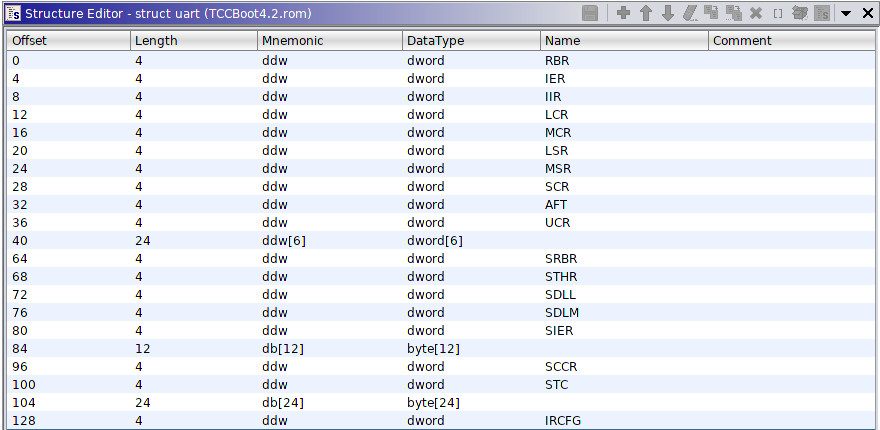 Structure Editor - struct uart (TCCBoot4.2.rom)
Offset Length Mnemonic DataType Name Comment
0 4 ddw dword RBR
4 4 ddw dword IER
8 4 ddw dword IIR
12 4 ddw dword LCR
16 4 ddw dword MCR
20 4 ddw dword LSR
24 4 ddw dword MSR
28 4 ddw dword SCR
32 4 ddw dword AFT
36 4 ddw dword UCR
40 24 ddw[6] dword[6]
64 4 ddw dword SRBR
68 4 ddw dword STHR
72 4 ddw dword SDLL
76 4 ddw dword SDLM
80 4 ddw dword SIER
84 12 db[12] byte[12]
96 4 ddw dword SCCR
100 4 ddw dword STC
104 24 db[24] byte[24]
128 4 ddw dword IRCFG